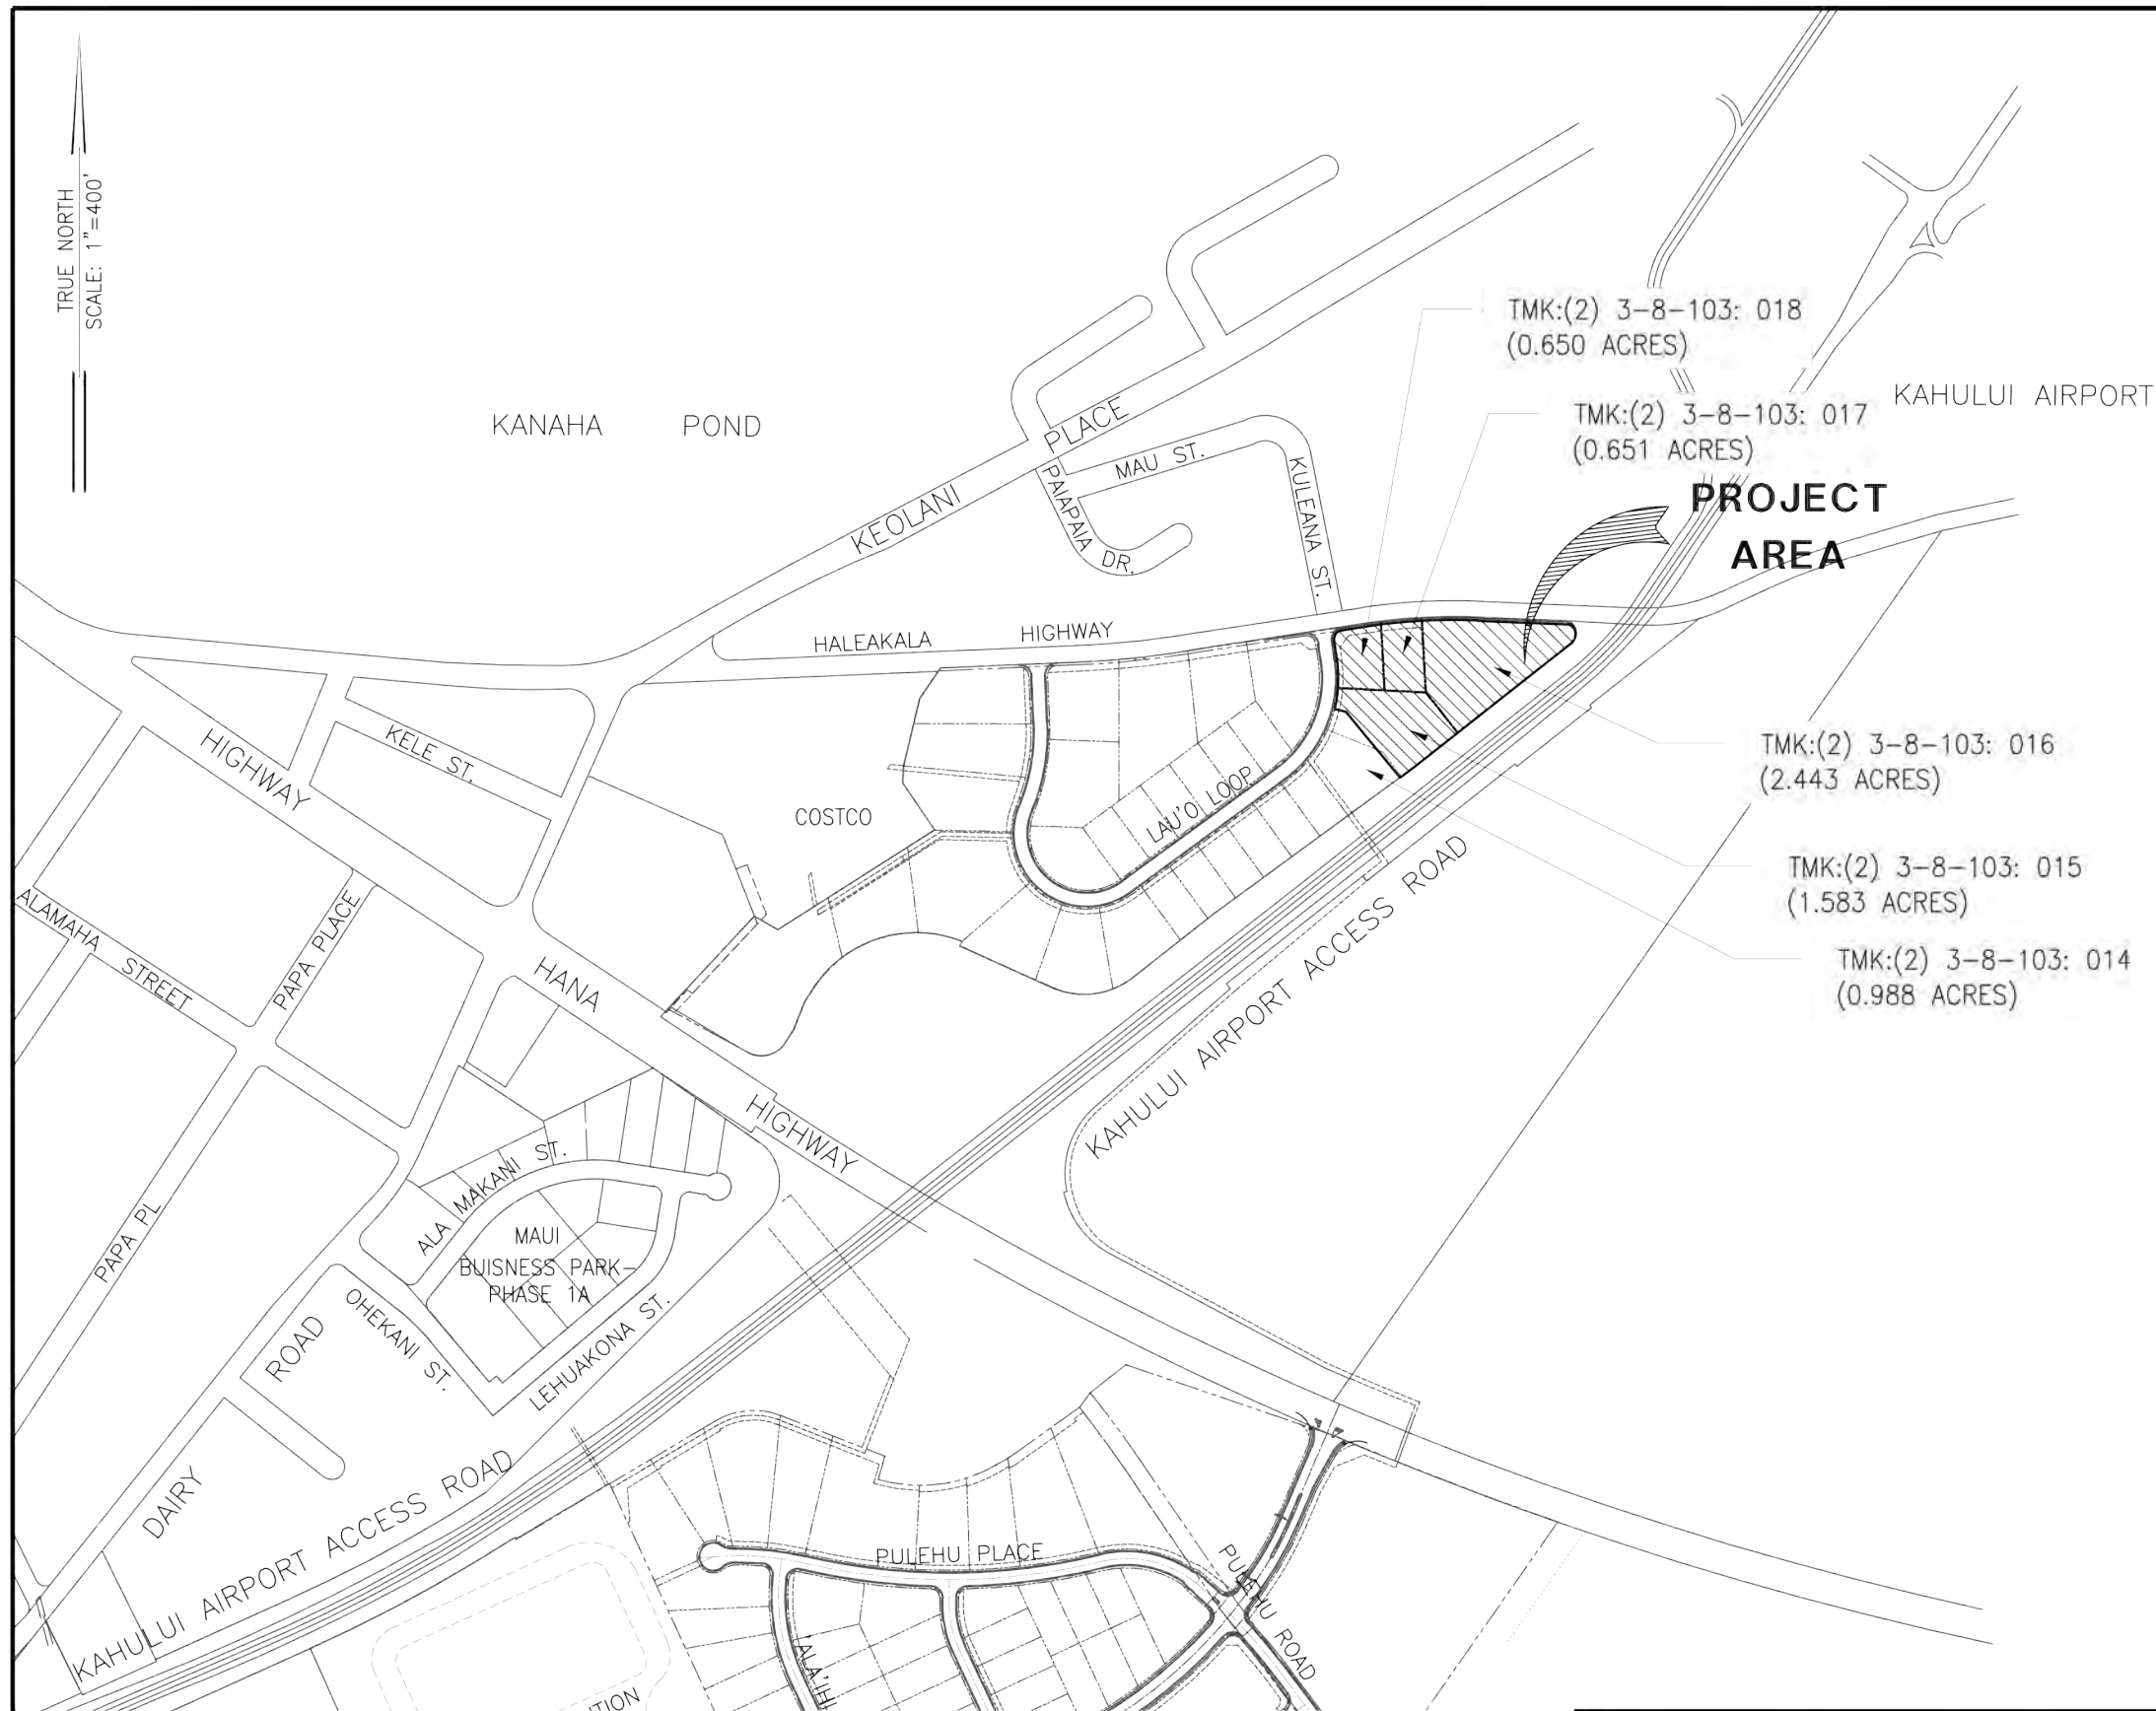 TRUE NORTH
SCALE: 1"=400'
TMK:(2) 3-8-103: 018
(0.650 ACRES)
TMK:(2) 3-8-103: 017
(0.651 ACRES)
KAHULUI AIRPORT
PROJECT
AREA
KANAHA POND
KEOLANI PLACE
MAU ST.
PAIAPAIA DR.
KULEANA ST.
HALEAKALA HIGHWAY
TMK:(2) 3-8-103: 016
(2.443 ACRES)
KELE ST.
HIGHWAY
COSTCO
LAU'O LOOP
TMK:(2) 3-8-103: 015
(1.583 ACRES)
TMK:(2) 3-8-103: 014
(0.988 ACRES)
ALAMAHA STREET
PAPA PLACE
HANA
HIGHWAY
KAHULUI AIRPORT ACCESS ROAD
PAPA PL
ALA MAKANI ST.
MAUI
BUISNESS PARK-
PHASE 1A
OHEKANI ST.
LEHUAKONA ST.
DAIRY ROAD
KAHULUI AIRPORT ACCESS ROAD
PULEHU PLACE
PULEHU ROAD
'ALA'IHI